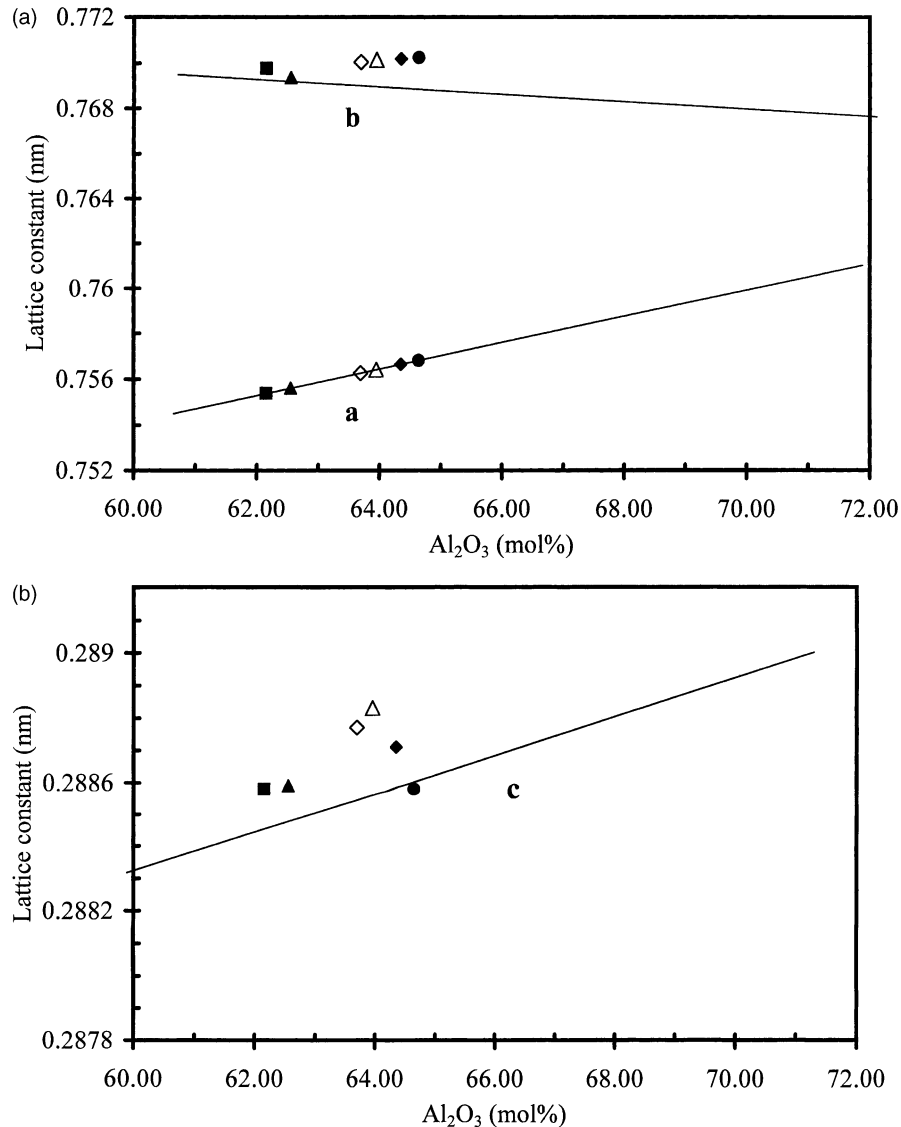 (a)
0.772
0.768
0.764
0.76
0.756
0.752
Lattice constant (nm)
b
a
60.00 62.00 64.00 66.00 68.00 70.00 72.00
Al₂O₃ (mol%)
(b)
0.289
0.2886
0.2882
0.2878
Lattice constant (nm)
c
60.00 62.00 64.00 66.00 68.00 70.00 72.00
Al₂O₃ (mol%)